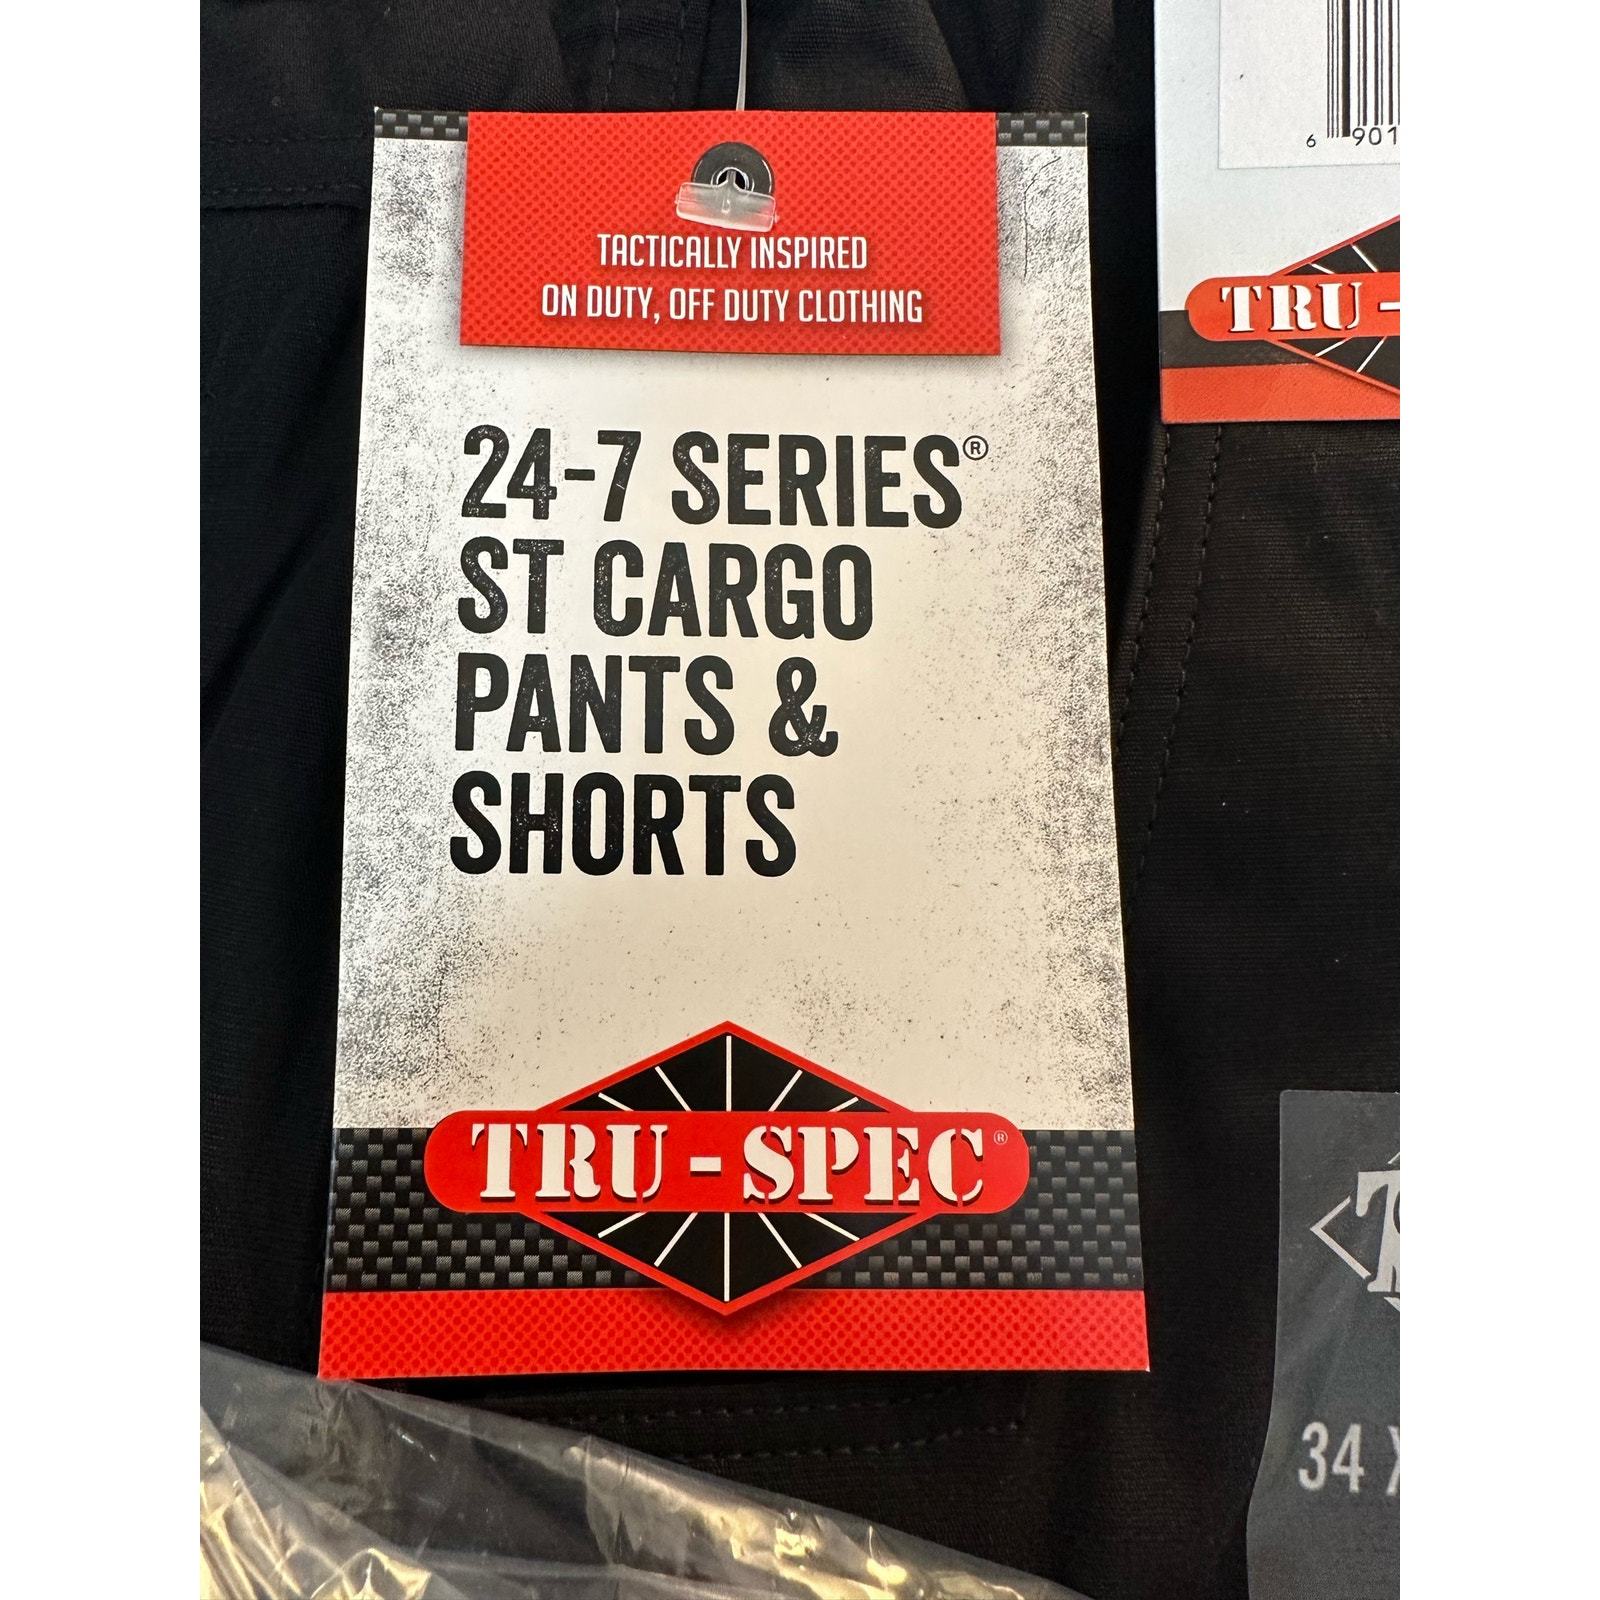 TACTICALLY INSPIRED
ON DUTY, OFF DUTY CLOTHING
24-7 SERIES®
ST CARGO
PANTS &
SHORTS
TRU-SPEC®
6 901
TRU-
34 X